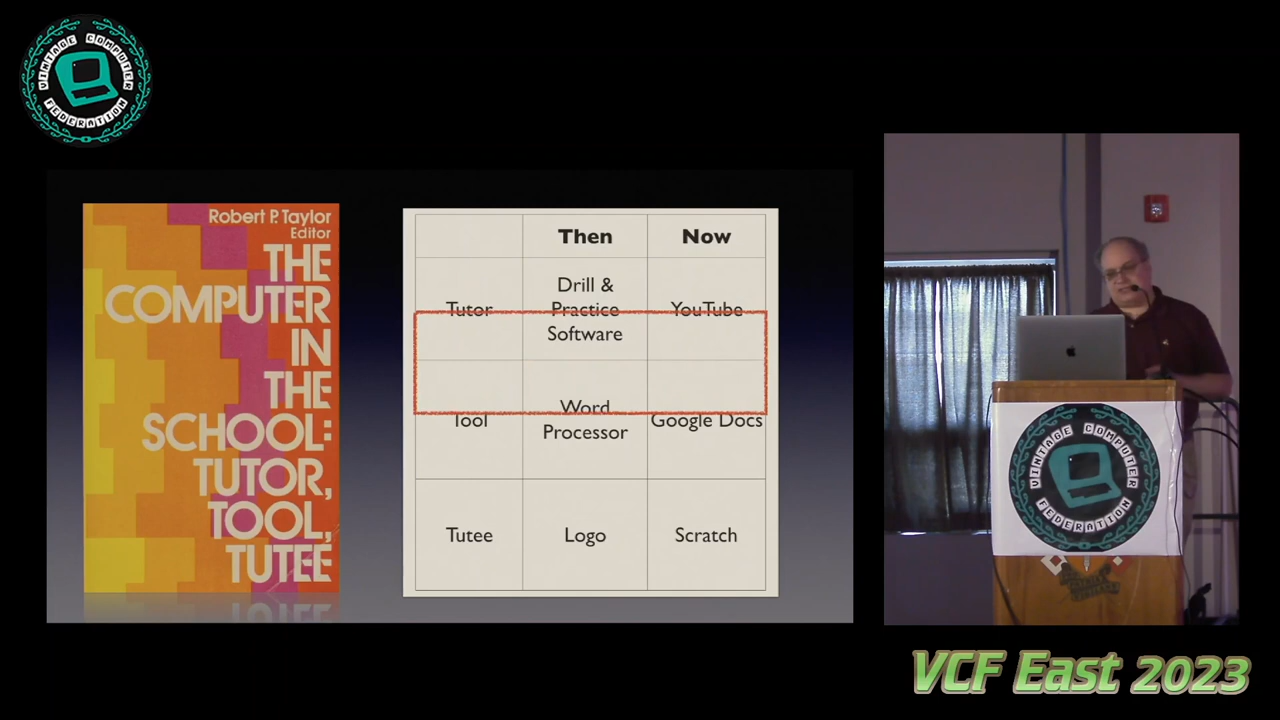 VINTAGE COMPUTER
FEDERATION
Robert P. Taylor
Editor
THE
COMPUTER
IN
THE
SCHOOL:
TUTOR,
TOOL,
TUTEE
Then
Now
Tutor
Drill &
Practice
Software
YouTube
Tool
Word
Processor
Google Docs
Tutee
Logo
Scratch
VINTAGE COMPUTER
FEDERATION
VCF East 2023